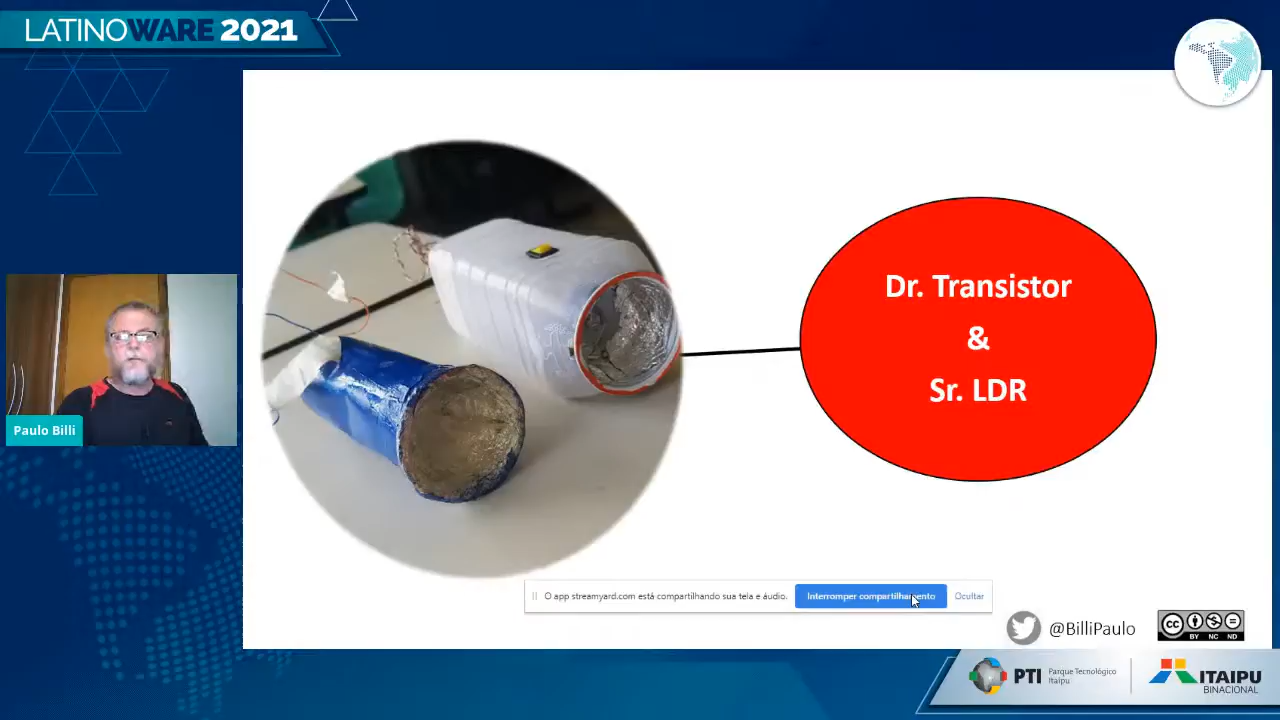 LATINOWARE 2021
Dr. Transistor
&
Sr. LDR
Paulo Billi
O app streamyard.com está compartilhando sua tela e áudio.
Interromper compartilhamento
Ocultar
@BilliPaulo
CC
BY NC ND
PTI
Parque Tecnológico
Itaipu
ITAIPU
BINACIONAL